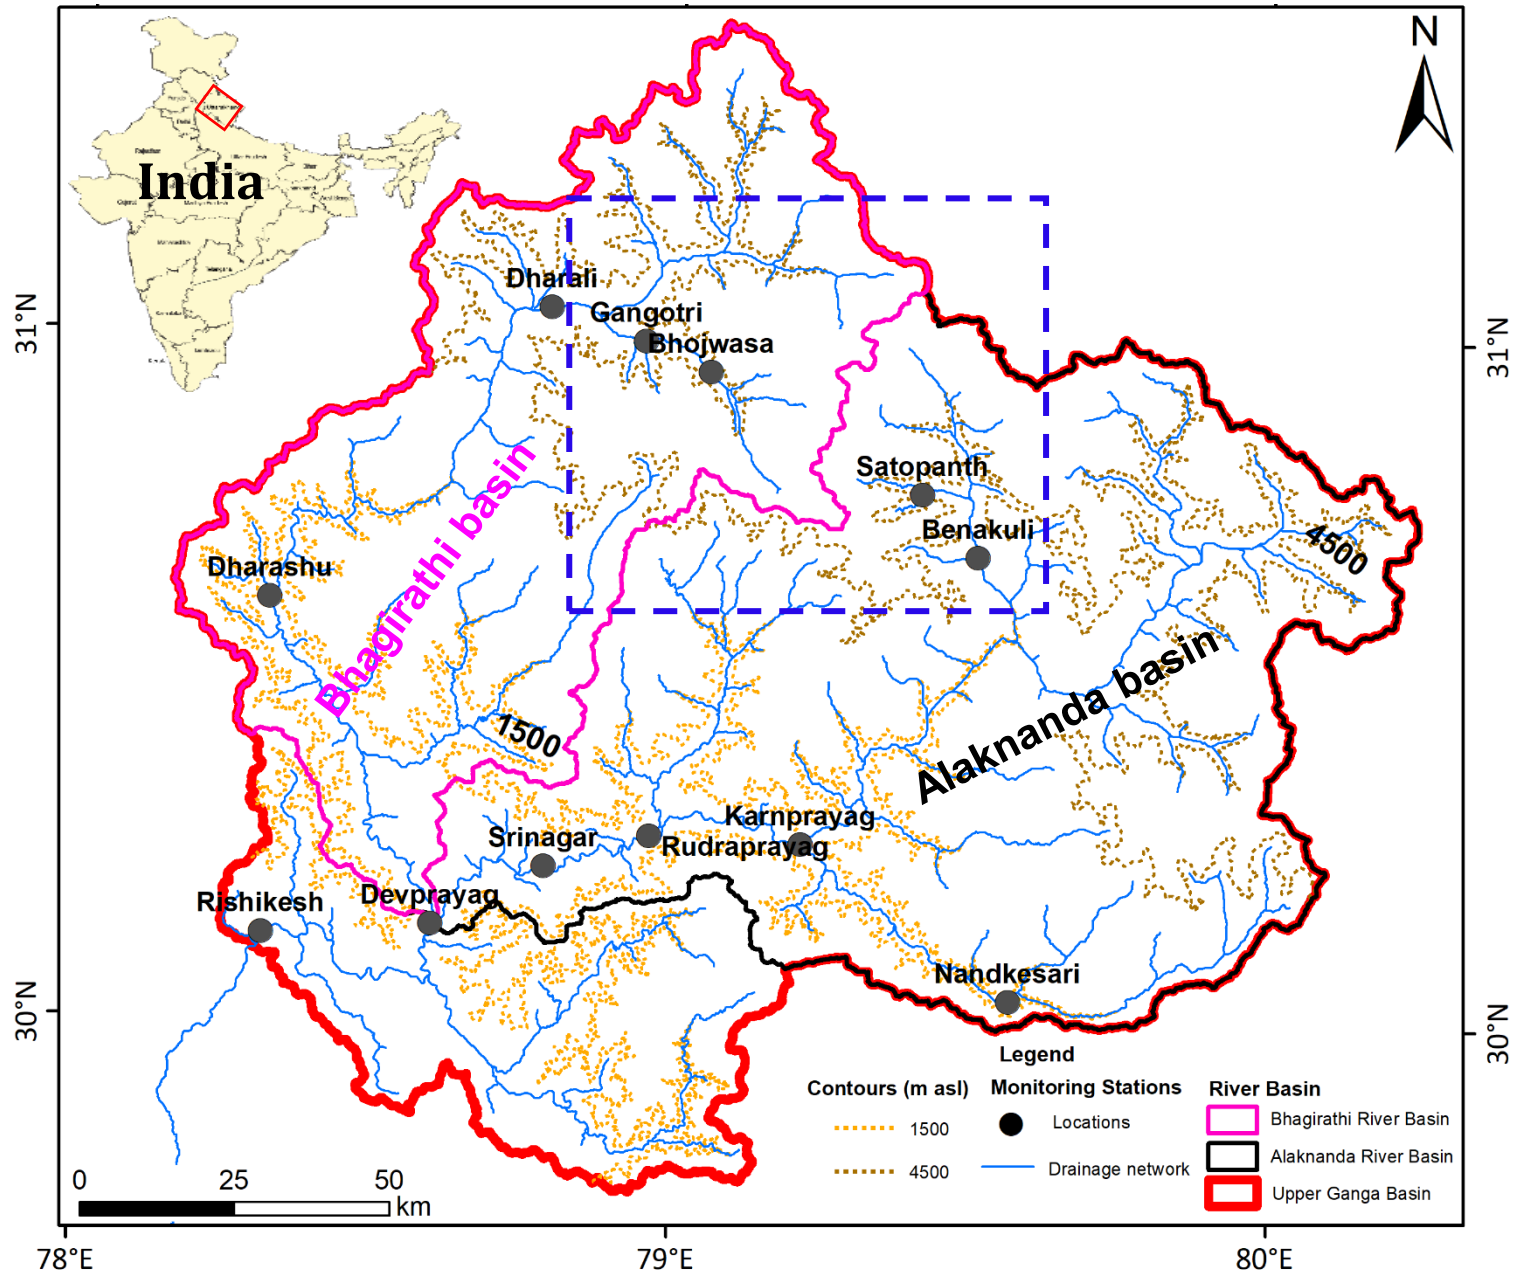 N
India
Dharali
Gangotri
Bhojwasa
31°N
31°N
Satopanth
Benakuli
4500
Dharashu
Bhagirathi basin
Alaknanda basin
1500
Karnprayag
Srinagar
Rudraprayag
Devprayag
Rishikesh
Nandkesari
30°N
30°N
Legend
Contours (m asl)
1500
4500
Monitoring Stations
Locations
Drainage network
River Basin
Bhagirathi River Basin
Alaknanda River Basin
Upper Ganga Basin
0 25 50
km
78°E 79°E 80°E